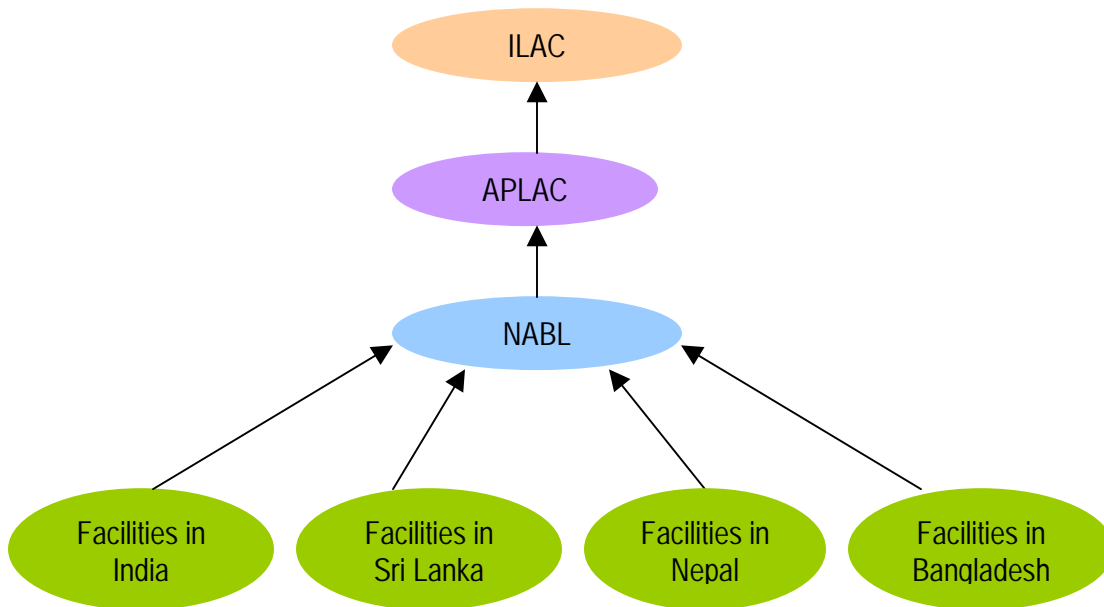 ILAC
APLAC
NABL
Facilities in
India
Facilities in
Sri Lanka
Facilities in
Nepal
Facilities in
Bangladesh